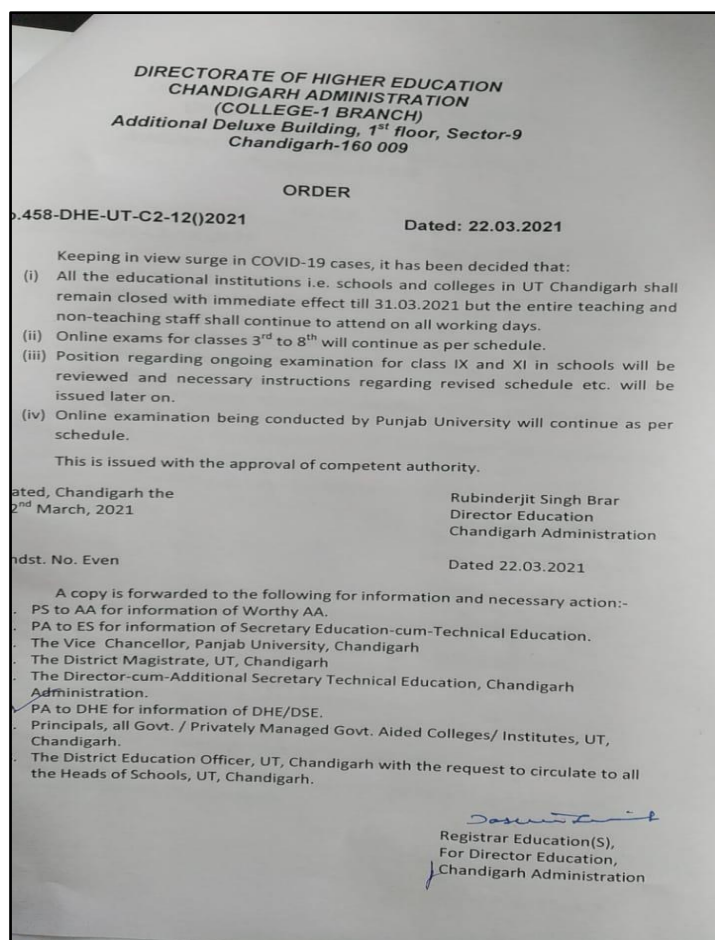 DIRECTORATE OF HIGHER EDUCATION
CHANDIGARH ADMINISTRATION
(COLLEGE-1 BRANCH)
Additional Deluxe Building, 1st floor, Sector-9
Chandigarh-160 009
ORDER
.458-DHE-UT-C2-12()2021 Dated: 22.03.2021
Keeping in view surge in COVID-19 cases, it has been decided that:
(i) All the educational institutions i.e. schools and colleges in UT Chandigarh shall
remain closed with immediate effect till 31.03.2021 but the entire teaching and
non-teaching staff shall continue to attend on all working days.
(ii) Online exams for classes 3rd to 8th will continue as per schedule.
(iii) Position regarding ongoing examination for class IX and XI in schools will be
reviewed and necessary instructions regarding revised schedule etc. will be
issued later on.
(iv) Online examination being conducted by Punjab University will continue as per
schedule.
This is issued with the approval of competent authority.
ated, Chandigarh the Rubinderjit Singh Brar
2nd March, 2021 Director Education
Chandigarh Administration
ndst. No. Even Dated 22.03.2021
A copy is forwarded to the following for information and necessary action:-
. PS to AA for information of Worthy AA.
. PA to ES for information of Secretary Education-cum-Technical Education.
. The Vice Chancellor, Panjab University, Chandigarh
. The District Magistrate, UT, Chandigarh
. The Director-cum-Additional Secretary Technical Education, Chandigarh
Administration.
PA to DHE for information of DHE/DSE.
. Principals, all Govt. / Privately Managed Govt. Aided Colleges/ Institutes, UT,
Chandigarh.
. The District Education Officer, UT, Chandigarh with the request to circulate to all
the Heads of Schools, UT, Chandigarh.
Registrar Education(S),
For Director Education,
Chandigarh Administration